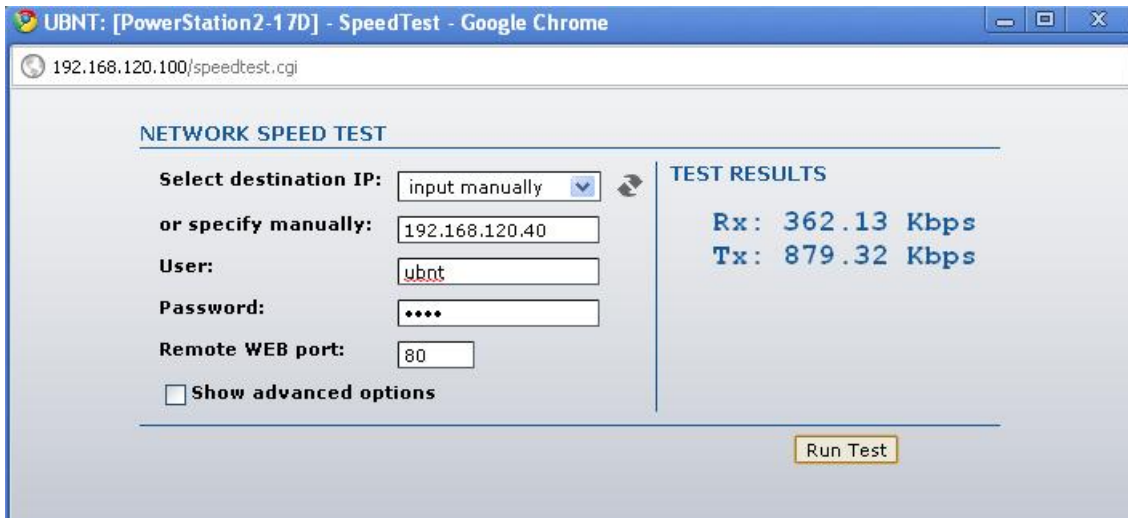 UBNT: [PowerStation2-17D] - SpeedTest - Google Chrome
192.168.120.100/speedtest.cgi
NETWORK SPEED TEST
Select destination IP: input manually
or specify manually: 192.168.120.40
User: ubnt
Password: ••••
Remote WEB port: 80
Show advanced options
TEST RESULTS
Rx: 362.13 Kbps
Tx: 879.32 Kbps
Run Test